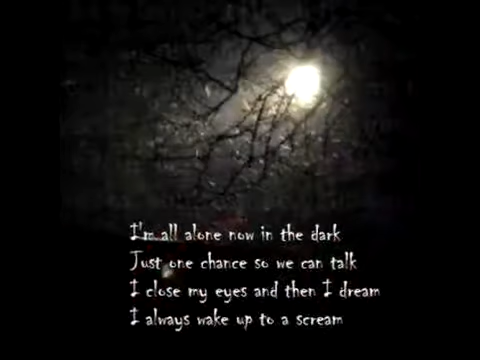 I'm all alone now in the dark
Just one chance so we can talk
I close my eyes and then I dream
I always wake up to a scream